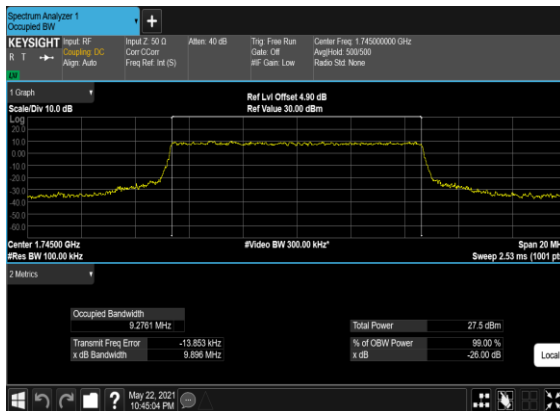 Spectrum Analyzer 1
Occupied BW
KEYSIGHT
R T
LXI
Input: RF
Coupling: DC
Align: Auto
Input Z: 50 Ω
Corr CCorr
Freq Ref: Int (S)
Atten: 40 dB
Trig: Free Run
Gate: Off
#IF Gain: Low
Center Freq: 1.745000000 GHz
Avg|Hold: 500/500
Radio Std: None
1 Graph
Scale/Div 10.0 dB
Ref Lvl Offset 4.90 dB
Ref Value 30.00 dBm
Log
20.0
10.0
0.00
-10.0
-20.0
-30.0
-40.0
-50.0
-60.0
Center 1.74500 GHz
#Res BW 100.00 kHz
#Video BW 300.00 kHz*
Span 20 MH
Sweep 2.53 ms (1001 pt
2 Metrics
Occupied Bandwidth
9.2761 MHz
Transmit Freq Error -13.853 kHz
x dB Bandwidth 9.896 MHz
Total Power 27.5 dBm
% of OBW Power 99.00 %
x dB -26.00 dB
Local
?
May 22, 2021
10:45:04 PM